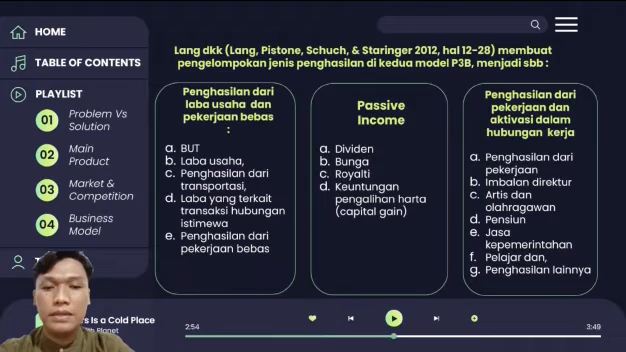 HOME
TABLE OF CONTENTS
PLAYLIST
01 Problem Vs
Solution
02 Main
Product
03 Market &
Competition
04 Business
Model
Lang dkk (Lang, Pistone, Schuch, & Staringer 2012, hal 12-28) membuat
pengelompokan jenis penghasilan di kedua model P3B, menjadi sbb :
Penghasilan dari
laba usaha dan
pekerjaan bebas
:
a. BUT
b. Laba usaha,
c. Penghasilan dari
transportasi,
d. Laba yang terkait
transaksi hubungan
istimewa
e. Penghasilan dari
pekerjaan bebas
Passive
Income
a. Dividen
b. Bunga
c. Royalti
d. Keuntungan
pengalihan harta
(capital gain)
Penghasilan dari
pekerjaan dan
aktivasi dalam
hubungan kerja
a. Penghasilan dari
pekerjaan
b. Imbalan direktur
c. Artis dan
olahragawan
d. Pensiun
e. Jasa
kepemerintahan
f. Pelajar dan,
g. Penghasilan lainnya
Is a Cold Place
Planet
2:54
3:49